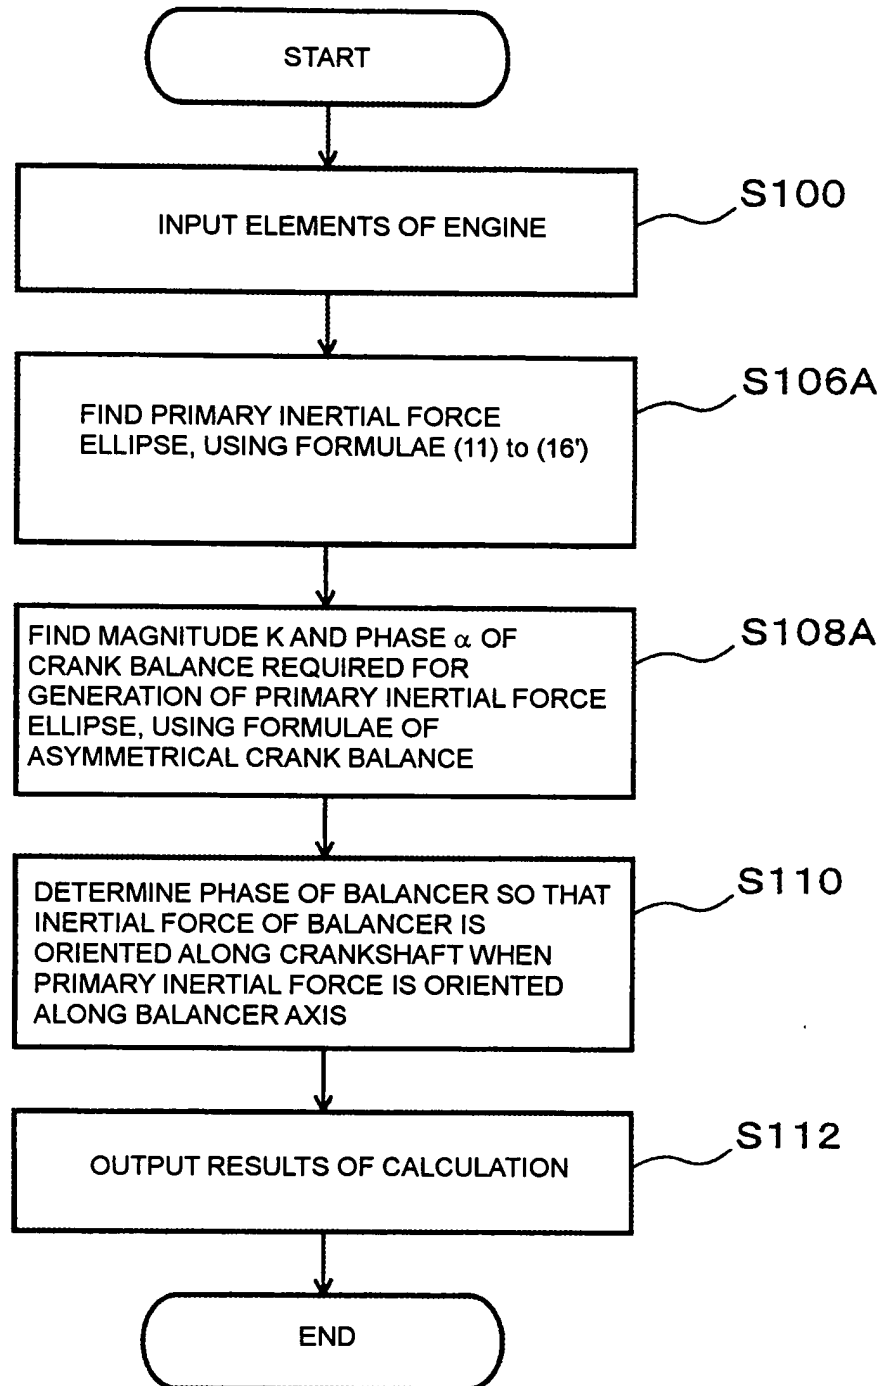 START
INPUT ELEMENTS OF ENGINE
S100
FIND PRIMARY INERTIAL FORCE
ELLIPSE, USING FORMULAE (11) to (16')
S106A
FIND MAGNITUDE K AND PHASE α OF
CRANK BALANCE REQUIRED FOR
GENERATION OF PRIMARY INERTIAL FORCE
ELLIPSE, USING FORMULAE OF
ASYMMETRICAL CRANK BALANCE
S108A
DETERMINE PHASE OF BALANCER SO THAT
INERTIAL FORCE OF BALANCER IS
ORIENTED ALONG CRANKSHAFT WHEN
PRIMARY INERTIAL FORCE IS ORIENTED
ALONG BALANCER AXIS
S110
OUTPUT RESULTS OF CALCULATION
S112
END